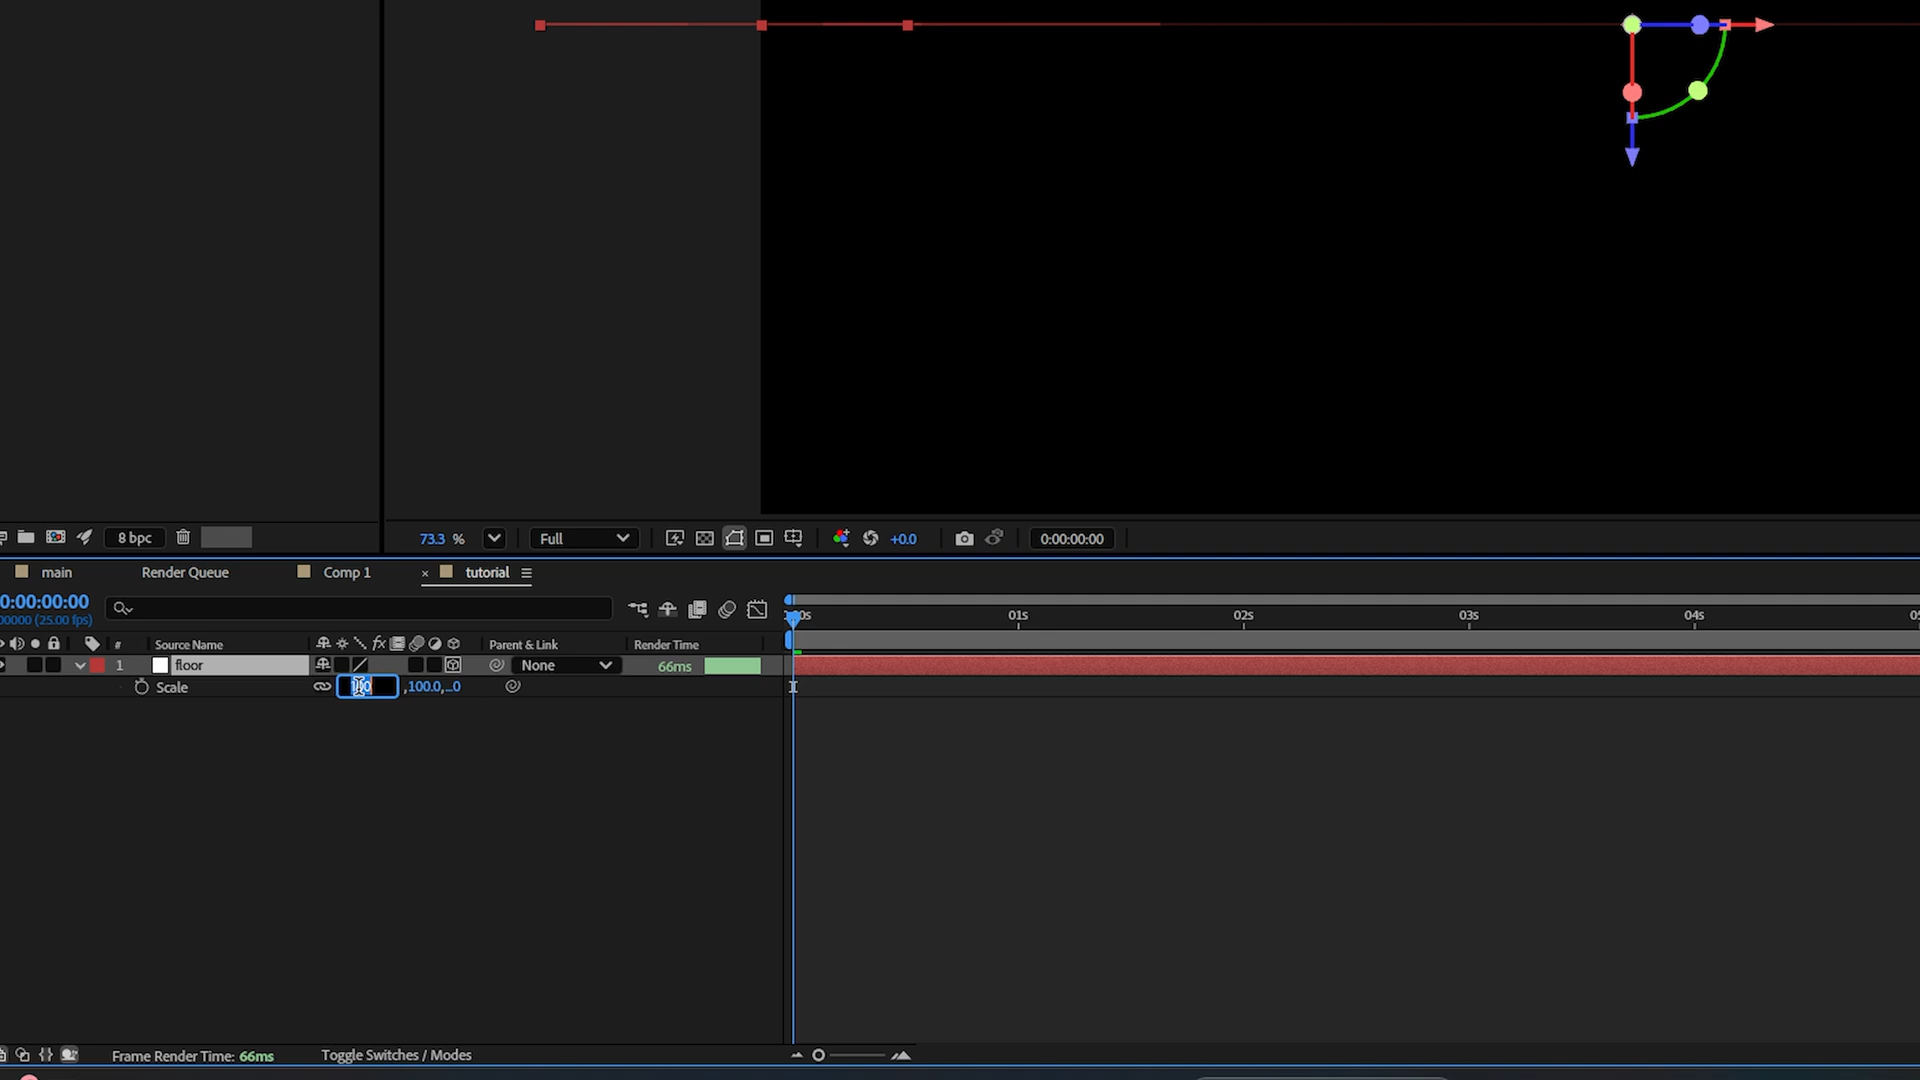 8 bpc
73.3 %
Full
+0.0
0:00:00:00
main
Render Queue
Comp 1
× tutorial
0:00:00:00
00000 (25.00 fps)
:00s
01s
02s
03s
04s
# Source Name
fx
Parent & Link
Render Time
1 floor
None
66ms
Scale
,100.0,...0
Frame Render Time: 66ms
Toggle Switches / Modes